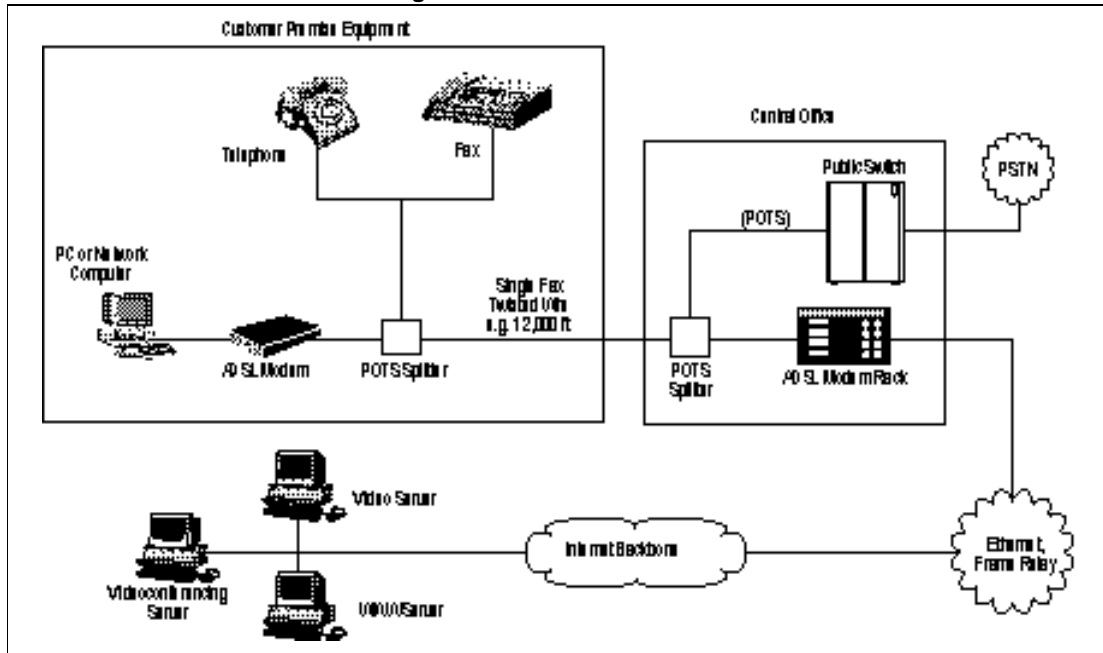 Customer Premise Equipment
Telephone
Fax
Central Office
Public Switch
PSTN
(POTS)
PC or Network
Computer
Single
Twisted
e.g. 12,000 ft
ADSL Modem
POTS Splitter
POTS
Splitter
ADSL Modem Rack
Video Server
Internet Backbone
Ethernet,
Frame Relay
Videoconferencing
Server
WWW Server